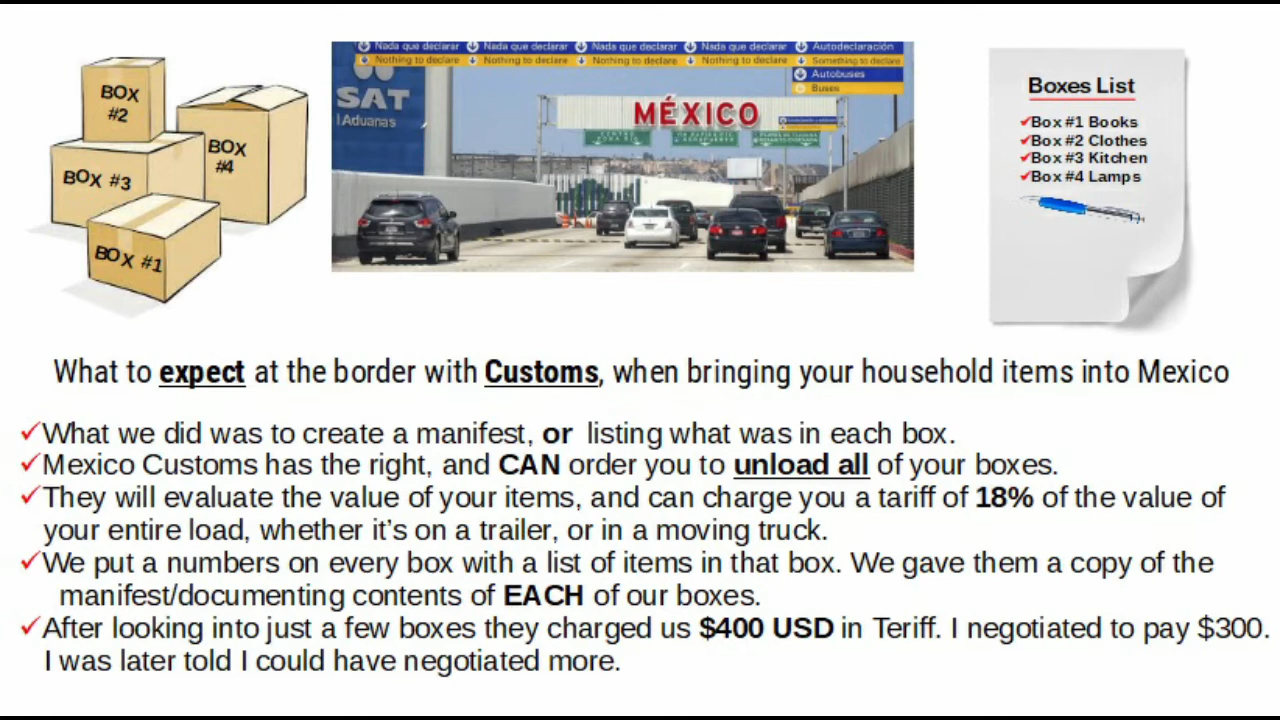 BOX
#2
BOX
#4
BOX #3
BOX #1
Nada que declarar Nada que declarar Nada que declarar Nada que declarar Autodeclaración
Nothing to declare Nothing to declare Nothing to declare Nothing to declare Something to declare
Autobuses
Buses
SAT
Aduanas
MÉXICO
Boxes List
✓Box #1 Books
✓Box #2 Clothes
✓Box #3 Kitchen
✓Box #4 Lamps
What to expect at the border with Customs, when bringing your household items into Mexico
✓What we did was to create a manifest, or listing what was in each box.
✓Mexico Customs has the right, and CAN order you to unload all of your boxes.
✓They will evaluate the value of your items, and can charge you a tariff of 18% of the value of
your entire load, whether it's on a trailer, or in a moving truck.
✓We put a numbers on every box with a list of items in that box. We gave them a copy of the
manifest/documenting contents of EACH of our boxes.
✓After looking into just a few boxes they charged us $400 USD in Teriff. I negotiated to pay $300.
I was later told I could have negotiated more.